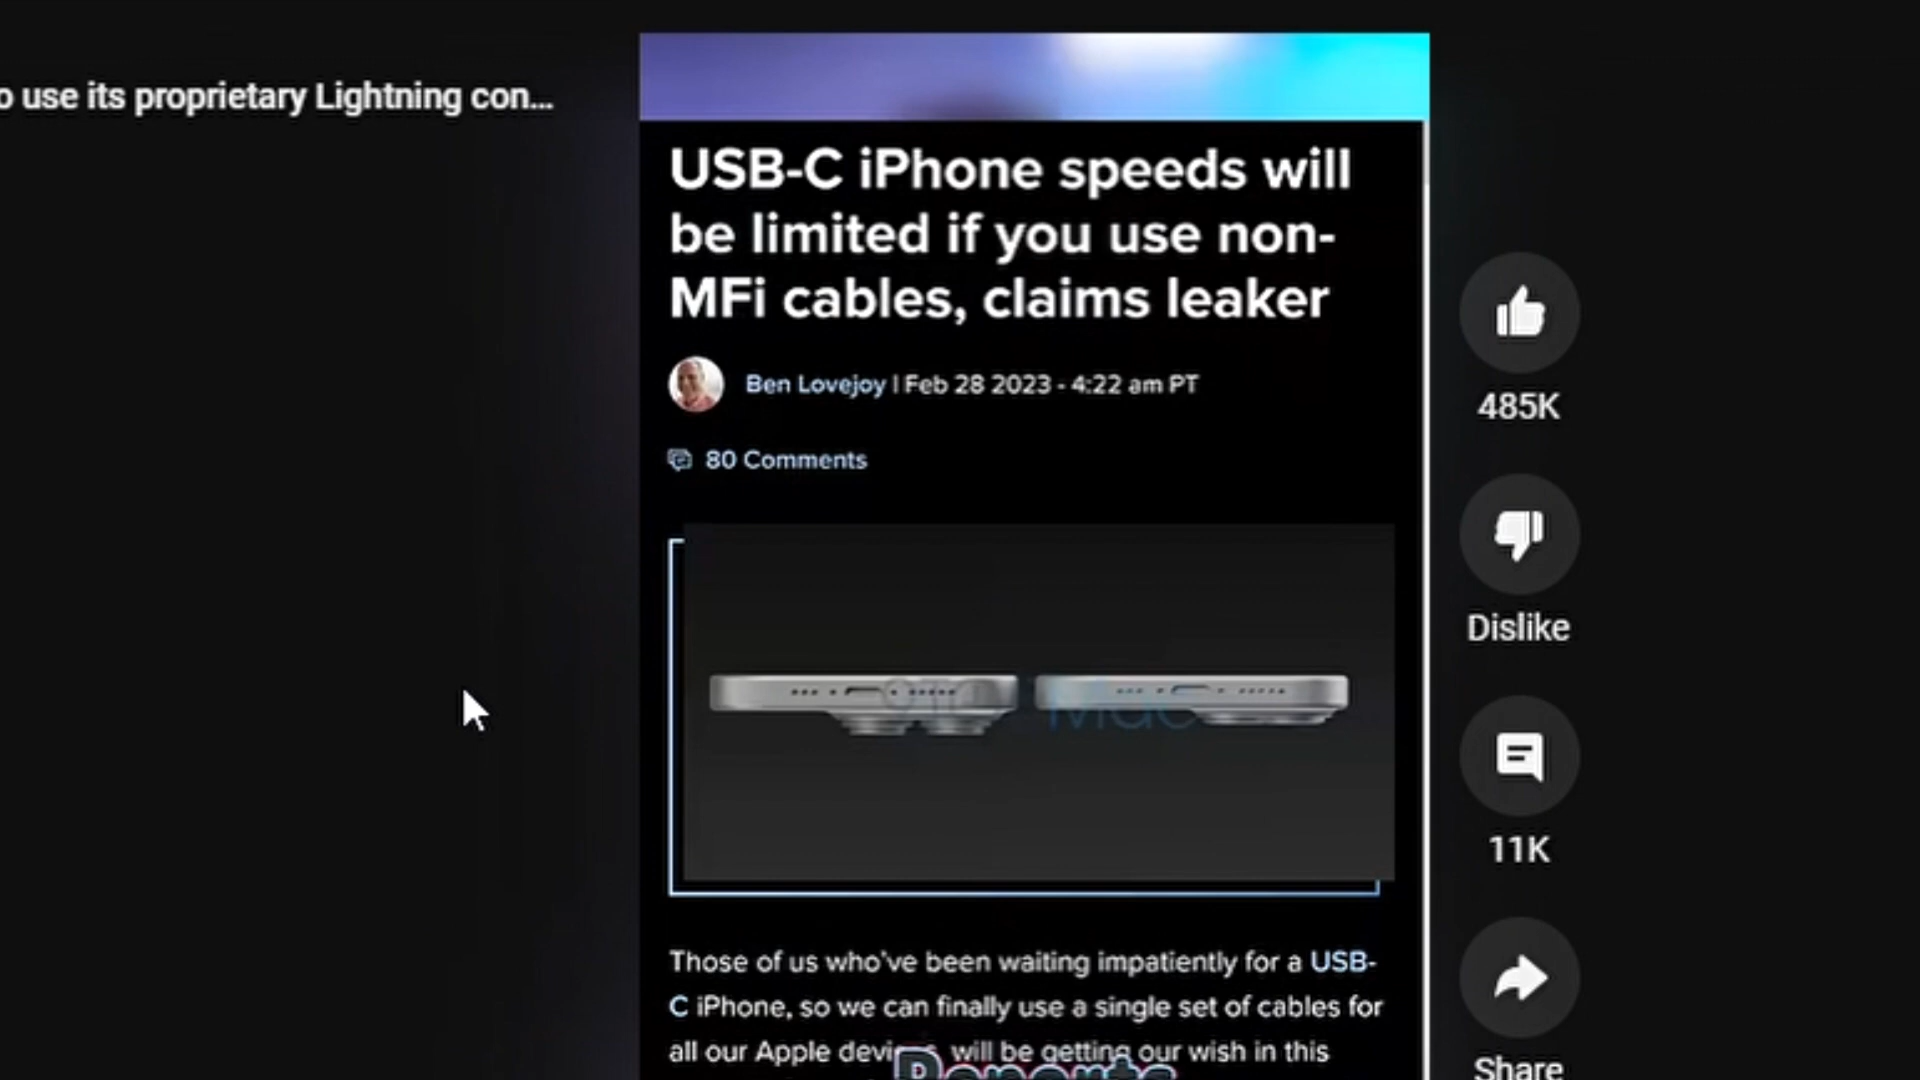 o use its proprietary Lightning con...
USB-C iPhone speeds will
be limited if you use non-
MFi cables, claims leaker
Ben Lovejoy | Feb 28 2023 - 4:22 am PT
80 Comments
9TO5Mac
Those of us who've been waiting impatiently for a USB-
C iPhone, so we can finally use a single set of cables for
all our Apple devices, will be getting our wish in this
Reports
485K
Dislike
11K
Share